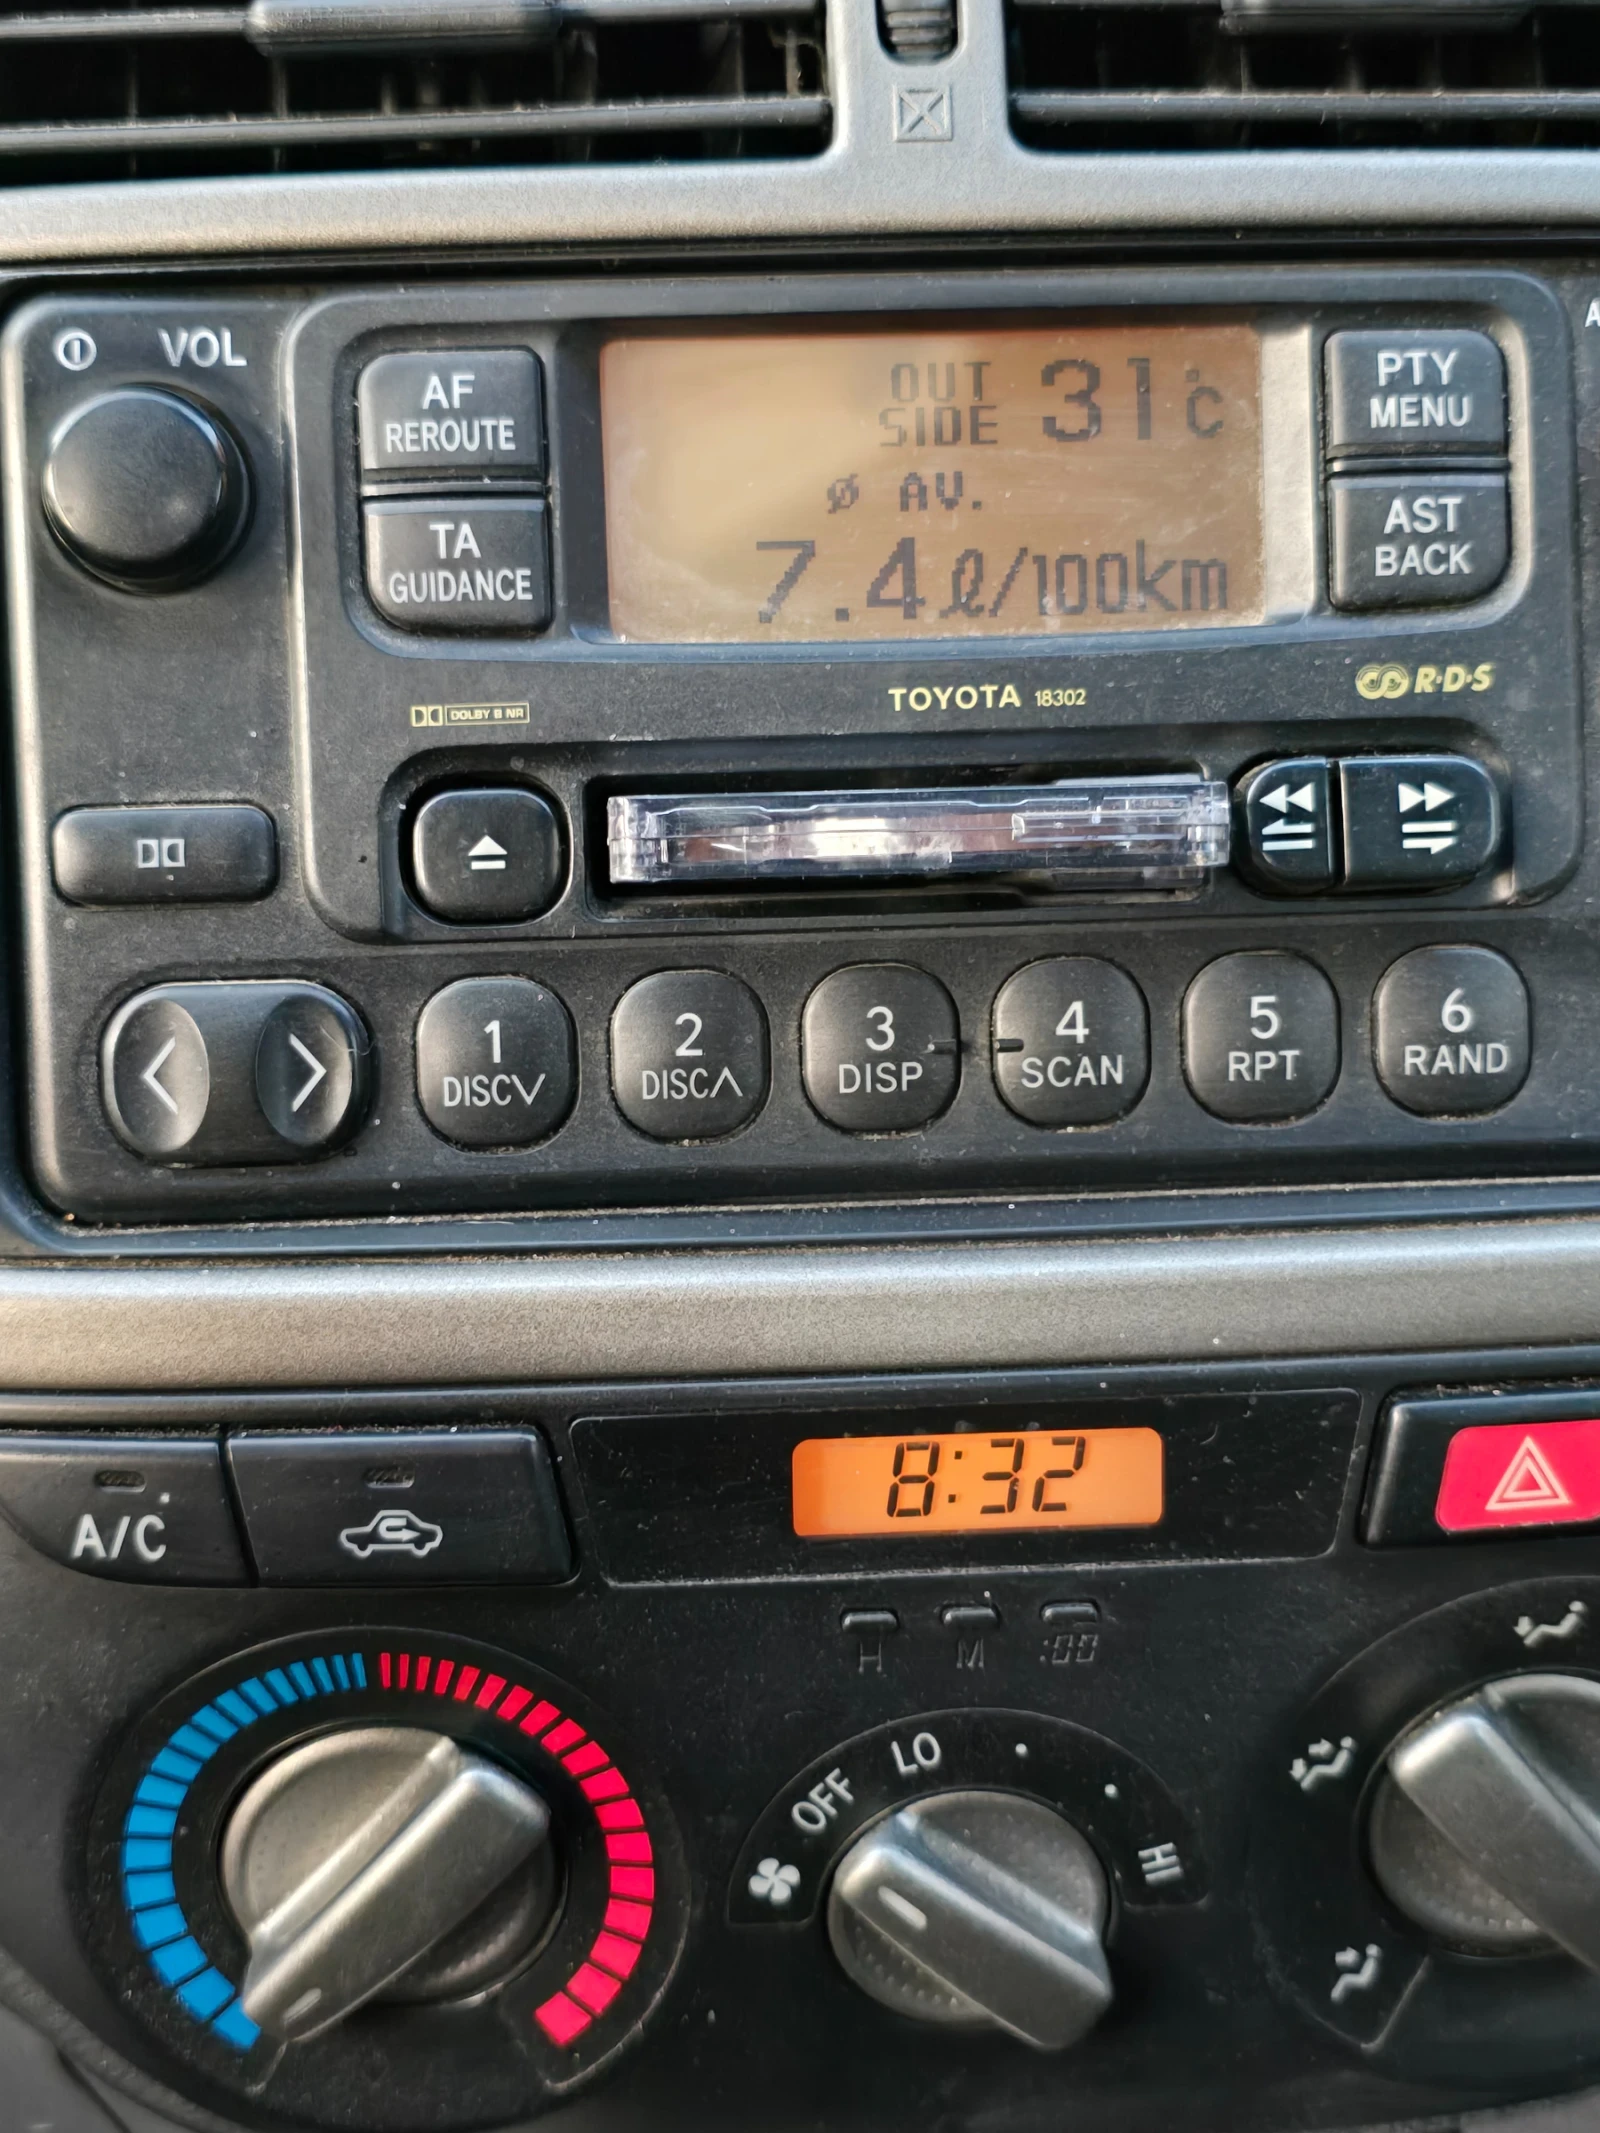 VOL
AF
REROUTE
TA
GUIDANCE
OUT
SIDE 31°C
ø AV.
7.4 ℓ/100km
PTY
MENU
AST
BACK
A
DOLBY B NR
TOYOTA 18302
R·D·S
1
DISC∨
2
DISC∧
3
DISP
4
SCAN
5
RPT
6
RAND
A/C
8:32
H M :00
OFF LO HI